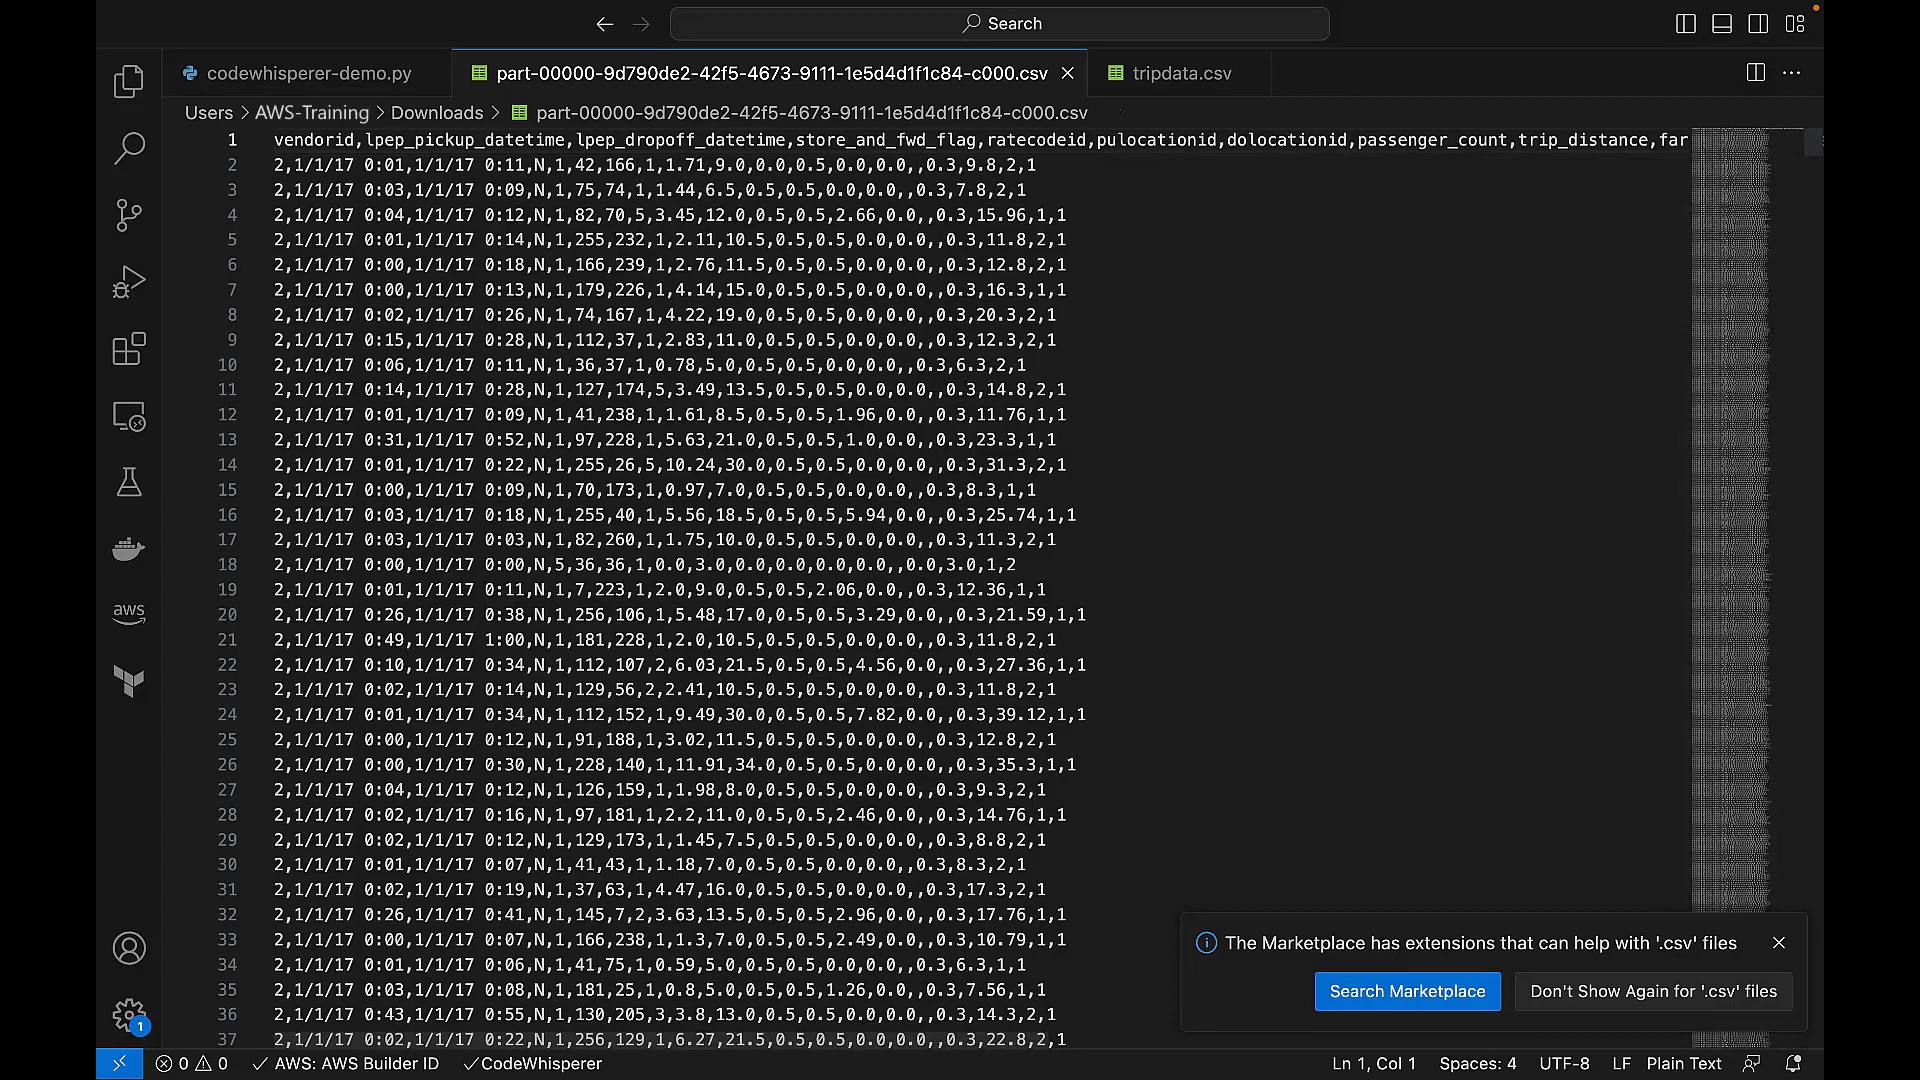 Search
codewhisperer-demo.py
part-00000-9d790de2-42f5-4673-9111-1e5d4d1f1c84-c000.csv
tripdata.csv
Users > AWS-Training > Downloads > part-00000-9d790de2-42f5-4673-9111-1e5d4d1f1c84-c000.csv
1 vendorid,lpep_pickup_datetime,lpep_dropoff_datetime,store_and_fwd_flag,ratecodeid,pulocationid,dolocationid,passenger_count,trip_distance,far
2 2,1/1/17 0:01,1/1/17 0:11,N,1,42,166,1,1.71,9.0,0.0,0.5,0.0,0.0,,0.3,9.8,2,1
3 2,1/1/17 0:03,1/1/17 0:09,N,1,75,74,1,1.44,6.5,0.5,0.5,0.0,0.0,,0.3,7.8,2,1
4 2,1/1/17 0:04,1/1/17 0:12,N,1,82,70,5,3.45,12.0,0.5,0.5,2.66,0.0,,0.3,15.96,1,1
5 2,1/1/17 0:01,1/1/17 0:14,N,1,255,232,1,2.11,10.5,0.5,0.5,0.0,0.0,,0.3,11.8,2,1
6 2,1/1/17 0:00,1/1/17 0:18,N,1,166,239,1,2.76,11.5,0.5,0.5,0.0,0.0,,0.3,12.8,2,1
7 2,1/1/17 0:00,1/1/17 0:13,N,1,179,226,1,4.14,15.0,0.5,0.5,0.0,0.0,,0.3,16.3,1,1
8 2,1/1/17 0:02,1/1/17 0:26,N,1,74,167,1,4.22,19.0,0.5,0.5,0.0,0.0,,0.3,20.3,2,1
9 2,1/1/17 0:15,1/1/17 0:28,N,1,112,37,1,2.83,11.0,0.5,0.5,0.0,0.0,,0.3,12.3,2,1
10 2,1/1/17 0:06,1/1/17 0:11,N,1,36,37,1,0.78,5.0,0.5,0.5,0.0,0.0,,0.3,6.3,2,1
11 2,1/1/17 0:14,1/1/17 0:28,N,1,127,174,5,3.49,13.5,0.5,0.5,0.0,0.0,,0.3,14.8,2,1
12 2,1/1/17 0:01,1/1/17 0:09,N,1,41,238,1,1.61,8.5,0.5,0.5,1.96,0.0,,0.3,11.76,1,1
13 2,1/1/17 0:31,1/1/17 0:52,N,1,97,228,1,5.63,21.0,0.5,0.5,1.0,0.0,,0.3,23.3,1,1
14 2,1/1/17 0:01,1/1/17 0:22,N,1,255,26,5,10.24,30.0,0.5,0.5,0.0,0.0,,0.3,31.3,2,1
15 2,1/1/17 0:00,1/1/17 0:09,N,1,70,173,1,0.97,7.0,0.5,0.5,0.0,0.0,,0.3,8.3,1,1
16 2,1/1/17 0:03,1/1/17 0:18,N,1,255,40,1,5.56,18.5,0.5,0.5,5.94,0.0,,0.3,25.74,1,1
17 2,1/1/17 0:03,1/1/17 0:03,N,1,82,260,1,1.75,10.0,0.5,0.5,0.0,0.0,,0.3,11.3,2,1
18 2,1/1/17 0:00,1/1/17 0:00,N,5,36,36,1,0.0,3.0,0.0,0.0,0.0,0.0,,0.0,3.0,1,2
19 2,1/1/17 0:01,1/1/17 0:11,N,1,7,223,1,2.0,9.0,0.5,0.5,2.06,0.0,,0.3,12.36,1,1
20 2,1/1/17 0:26,1/1/17 0:38,N,1,256,106,1,5.48,17.0,0.5,0.5,3.29,0.0,,0.3,21.59,1,1
21 2,1/1/17 0:49,1/1/17 1:00,N,1,181,228,1,2.0,10.5,0.5,0.5,0.0,0.0,,0.3,11.8,2,1
22 2,1/1/17 0:10,1/1/17 0:34,N,1,112,107,2,6.03,21.5,0.5,0.5,4.56,0.0,,0.3,27.36,1,1
23 2,1/1/17 0:02,1/1/17 0:14,N,1,129,56,2,2.41,10.5,0.5,0.5,0.0,0.0,,0.3,11.8,2,1
24 2,1/1/17 0:01,1/1/17 0:34,N,1,112,152,1,9.49,30.0,0.5,0.5,7.82,0.0,,0.3,39.12,1,1
25 2,1/1/17 0:00,1/1/17 0:12,N,1,91,188,1,3.02,11.5,0.5,0.5,0.0,0.0,,0.3,12.8,2,1
26 2,1/1/17 0:00,1/1/17 0:30,N,1,228,140,1,11.91,34.0,0.5,0.5,0.0,0.0,,0.3,35.3,1,1
27 2,1/1/17 0:04,1/1/17 0:12,N,1,126,159,1,1.98,8.0,0.5,0.5,0.0,0.0,,0.3,9.3,2,1
28 2,1/1/17 0:02,1/1/17 0:16,N,1,97,181,1,2.2,11.0,0.5,0.5,2.46,0.0,,0.3,14.76,1,1
29 2,1/1/17 0:02,1/1/17 0:12,N,1,129,173,1,1.45,7.5,0.5,0.5,0.0,0.0,,0.3,8.8,2,1
30 2,1/1/17 0:01,1/1/17 0:07,N,1,41,43,1,1.18,7.0,0.5,0.5,0.0,0.0,,0.3,8.3,2,1
31 2,1/1/17 0:02,1/1/17 0:19,N,1,37,63,1,4.47,16.0,0.5,0.5,0.0,0.0,,0.3,17.3,2,1
32 2,1/1/17 0:26,1/1/17 0:41,N,1,145,7,2,3.63,13.5,0.5,0.5,2.96,0.0,,0.3,17.76,1,1
33 2,1/1/17 0:00,1/1/17 0:07,N,1,166,238,1,1.3,7.0,0.5,0.5,2.49,0.0,,0.3,10.79,1,1
34 2,1/1/17 0:01,1/1/17 0:06,N,1,41,75,1,0.59,5.0,0.5,0.5,0.0,0.0,,0.3,6.3,1,1
35 2,1/1/17 0:03,1/1/17 0:08,N,1,181,25,1,0.8,5.0,0.5,0.5,1.26,0.0,,0.3,7.56,1,1
36 2,1/1/17 0:43,1/1/17 0:55,N,1,130,205,3,3.8,13.0,0.5,0.5,0.0,0.0,,0.3,14.3,2,1
37 2,1/1/17 0:02,1/1/17 0:22,N,1,256,129,1,6.27,21.5,0.5,0.5,0.0,0.0,,0.3,22.8,2,1
aws
The Marketplace has extensions that can help with '.csv' files
Search Marketplace
Don't Show Again for '.csv' files
1
0 0 AWS: AWS Builder ID CodeWhisperer
Ln 1, Col 1 Spaces: 4 UTF-8 LF Plain Text